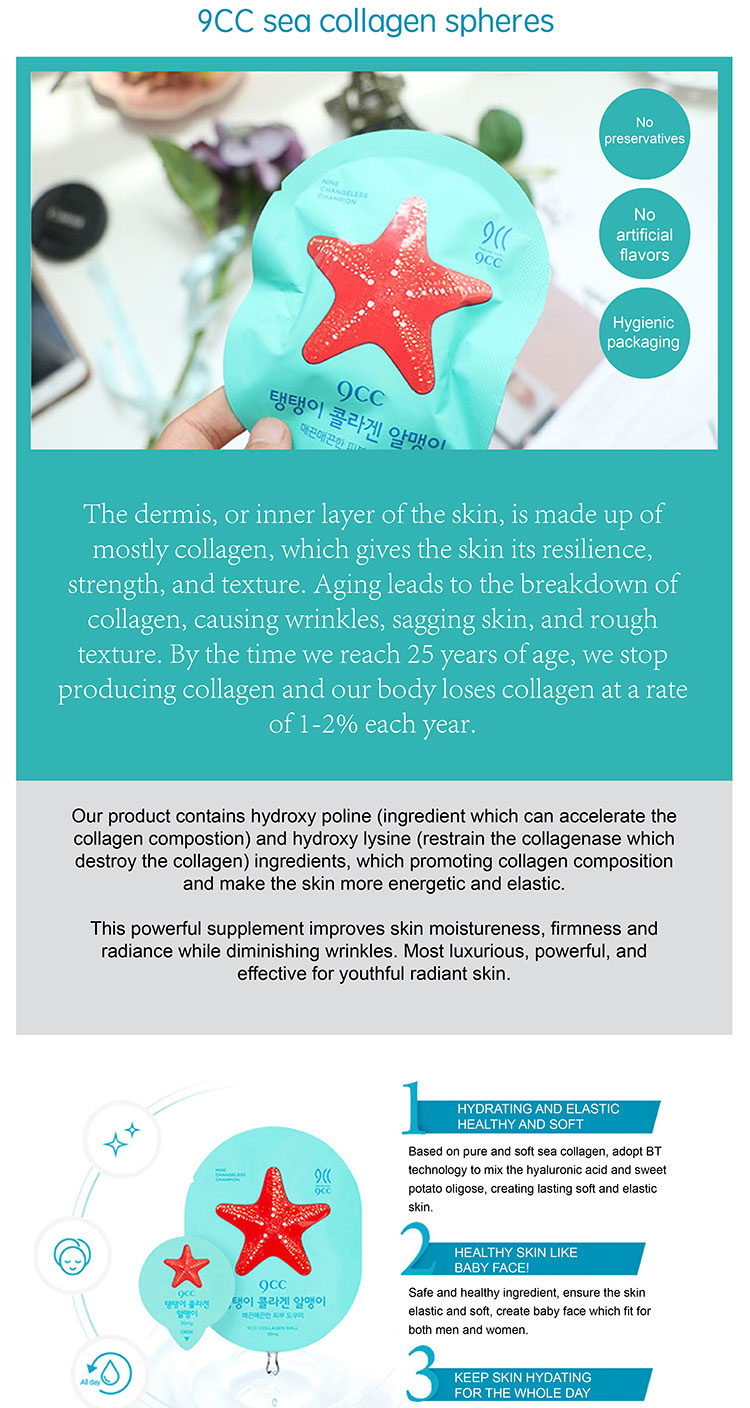 9CC sea collagen spheres
No
preservatives
No
artificial
flavors
Hygienic
packaging
NINE
CHANGELESS
CHAMPION
9CC
9CC
9CC
탱탱이 콜라겐 알맹이
매끈매끈한 피부
The dermis, or inner layer of the skin, is made up of
mostly collagen, which gives the skin its resilience,
strength, and texture. Aging leads to the breakdown of
collagen, causing wrinkles, sagging skin, and rough
texture. By the time we reach 25 years of age, we stop
producing collagen and our body loses collagen at a rate
of 1-2% each year.
Our product contains hydroxy poline (ingredient which can accelerate the
collagen compostion) and hydroxy lysine (restrain the collagenase which
destroy the collagen) ingredients, which promoting collagen composition
and make the skin more energetic and elastic.
This powerful supplement improves skin moistureness, firmness and
radiance while diminishing wrinkles. Most luxurious, powerful, and
effective for youthful radiant skin.
NINE
CHANGELESS
CHAMPION
9CC
9CC
9CC
탱탱이 콜라겐 알맹이
매끈매끈한 피부 도우미
9CC COLLAGEN BALL
25mg
9CC
탱탱이 콜라겐
알맹이
25mg
OPEN
All day
1
HYDRATING AND ELASTIC
HEALTHY AND SOFT
Based on pure and soft sea collagen, adopt BT
technology to mix the hyaluronic acid and sweet
potato oligose, creating lasting soft and elastic
skin.
2
HEALTHY SKIN LIKE
BABY FACE!
Safe and healthy ingredient, ensure the skin
elastic and soft, create baby face which fit for
both men and women.
3
KEEP SKIN HYDATING
FOR THE WHOLE DAY